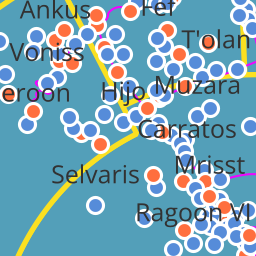 Ankus
Fef
T'olan
Voniss
Muzara
Hijo
eroon
Carratos
Mrisst
Selvaris
Ragoon VI